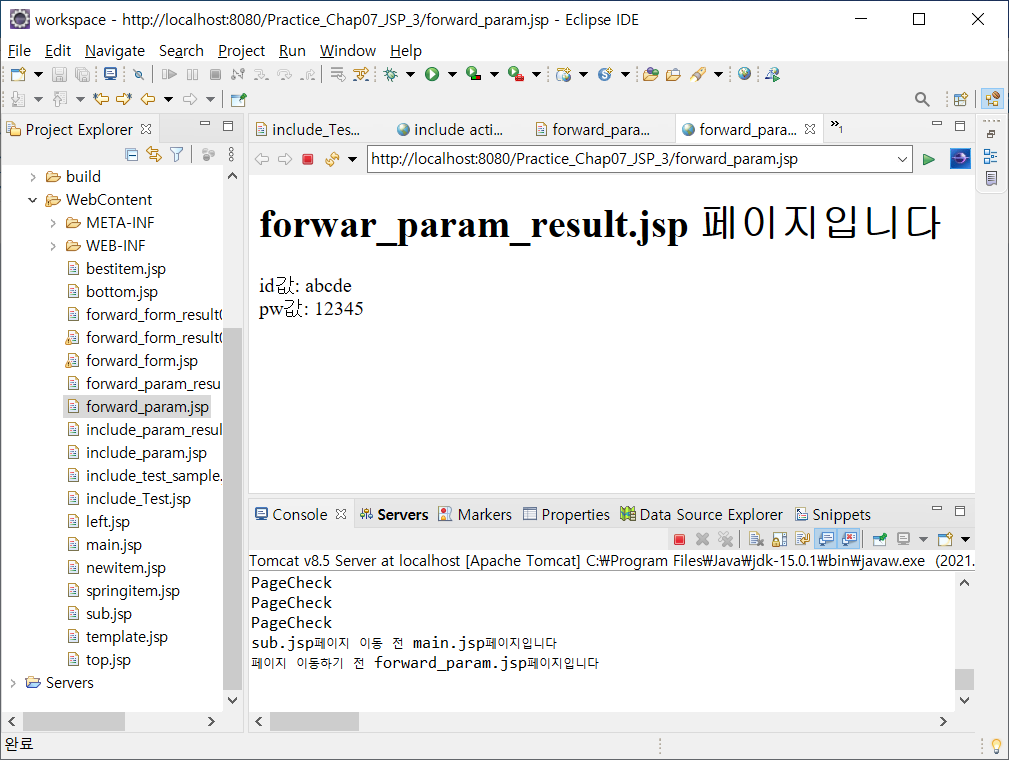 workspace - http://localhost:8080/Practice_Chap07_JSP_3/forward_param.jsp - Eclipse IDE
File Edit Navigate Search Project Run Window Help
Project Explorer
build
WebContent
META-INF
WEB-INF
bestitem.jsp
bottom.jsp
forward_form_result0
forward_form_result0
forward_form.jsp
forward_param_resu
forward_param.jsp
include_param_resul
include_param.jsp
include_test_sample.
include_Test.jsp
left.jsp
main.jsp
newitem.jsp
springitem.jsp
sub.jsp
template.jsp
top.jsp
Servers
include_Tes... include acti... forward_para... forward_para... »1
http://localhost:8080/Practice_Chap07_JSP_3/forward_param.jsp
forwar_param_result.jsp 페이지입니다
id값: abcde
pw값: 12345
Console Servers Markers Properties Data Source Explorer Snippets
Tomcat v8.5 Server at localhost [Apache Tomcat] C:₩Program Files₩Java₩jdk-15.0.1₩bin₩javaw.exe (2021.
PageCheck
PageCheck
PageCheck
sub.jsp페이지 이동 전 main.jsp페이지입니다
페이지 이동하기 전 forward_param.jsp페이지입니다
완료